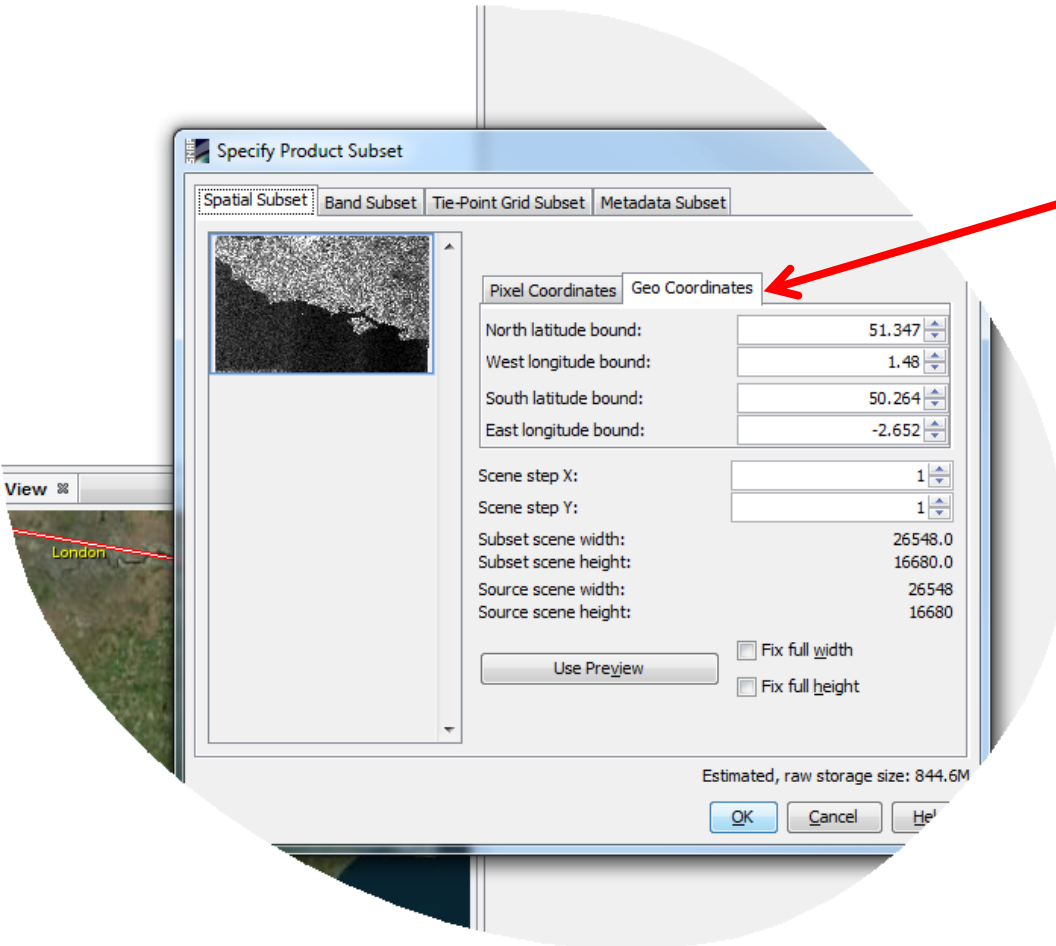 SNAP
Specify Product Subset
Spatial Subset Band Subset Tie-Point Grid Subset Metadata Subset
Pixel Coordinates Geo Coordinates
North latitude bound: 51.347
West longitude bound: 1.48
South latitude bound: 50.264
East longitude bound: -2.652
Scene step X: 1
Scene step Y: 1
View
London
Subset scene width: 26548.0
Subset scene height: 16680.0
Source scene width: 26548
Source scene height: 16680
Use Preview
Fix full width
Fix full height
Estimated, raw storage size: 844.6M
OK Cancel